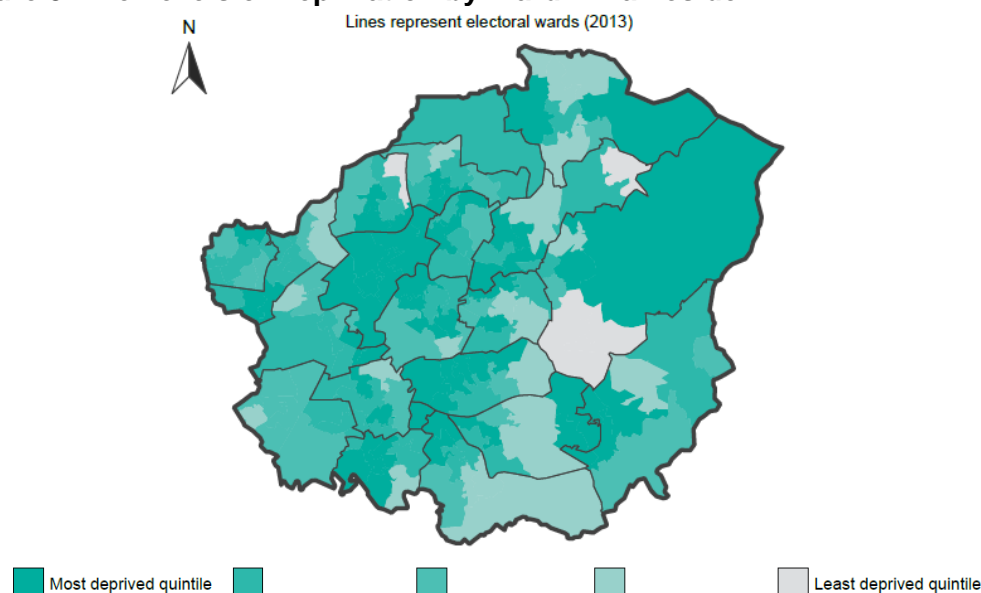 Lines represent electoral wards (2013)
N
Most deprived quintile
Least deprived quintile